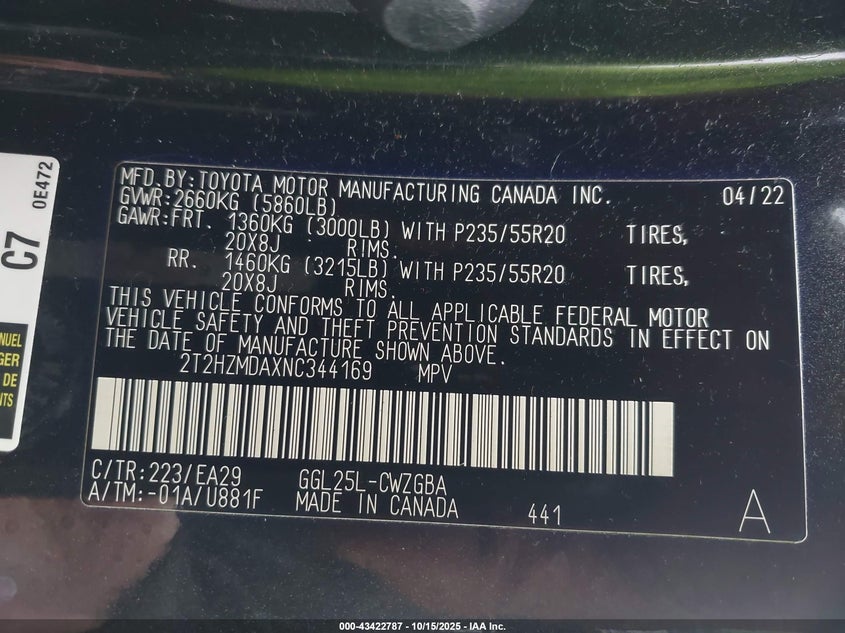 0E472
C7
NUEL
GER
DE
NTS
MFD.BY:TOYOTA MOTOR MANUFACTURING CANADA INC. 04/22
GVWR:2660KG (5860LB)
GAWR:FRT. 1360KG (3000LB) WITH P235/55R20 TIRES,
20X8J RIMS.
RR. 1460KG (3215LB) WITH P235/55R20 TIRES,
20X8J RIMS.
THIS VEHICLE CONFORMS TO ALL APPLICABLE FEDERAL MOTOR
VEHICLE SAFETY AND THEFT PREVENTION STANDARDS IN EFFECT ON
THE DATE OF MANUFACTURE SHOWN ABOVE.
2T2HZMDAXNC344169 MPV
C/TR:223/EA29 GGL25L-CWZGBA
A/TM:-01A/U881F MADE IN CANADA 441 A
000-43422787 - 10/15/2025 - IAA Inc.